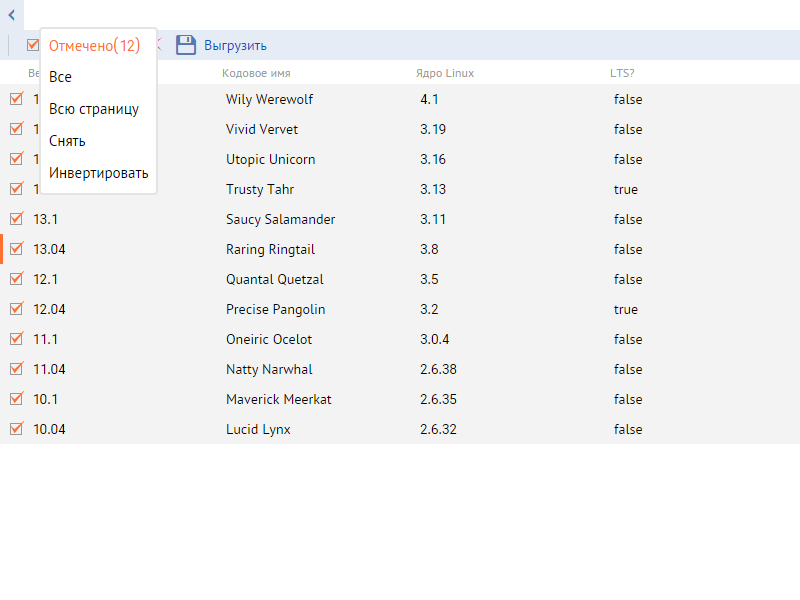 Отмечено(12)
Выгрузить
Все
Всю страницу
Снять
Инвертировать
Ве Кодовое имя Ядро Linux LTS?
1 Wily Werewolf 4.1 false
1 Vivid Vervet 3.19 false
1 Utopic Unicorn 3.16 false
1 Trusty Tahr 3.13 true
13.1 Saucy Salamander 3.11 false
13.04 Raring Ringtail 3.8 false
12.1 Quantal Quetzal 3.5 false
12.04 Precise Pangolin 3.2 true
11.1 Oneiric Ocelot 3.0.4 false
11.04 Natty Narwhal 2.6.38 false
10.1 Maverick Meerkat 2.6.35 false
10.04 Lucid Lynx 2.6.32 false